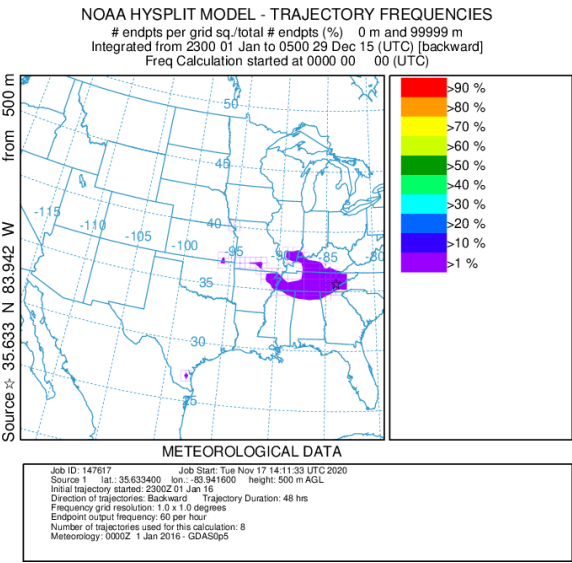 NOAA HYSPLIT MODEL - TRAJECTORY FREQUENCIES
# endpts per grid sq./total # endpts (%)    0 m and 99999 m
Integrated from 2300 01 Jan to 0500 29 Dec 15 (UTC) [backward]
Freq Calculation started at 0000 00    00 (UTC)
Source ☆ 35.633 N 83.942 W from 500 m
50
45
-115
-110
-105
-100
40
-95
-85
-80
35
30
25
>90 %
>80 %
>70 %
>60 %
>50 %
>40 %
>30 %
>20 %
>10 %
>1 %
METEOROLOGICAL DATA
Job ID: 147617    Job Start: Tue Nov 17 14:11:33 UTC 2020
Source 1    lat.: 35.633400    lon.: -83.941600    height: 500 m AGL
Initial trajectory started: 2300Z 01 Jan 16
Direction of trajectories: Backward    Trajectory Duration: 48 hrs
Frequency grid resolution: 1.0 x 1.0 degrees
Endpoint output frequency: 60 per hour
Number of trajectories used for this calculation: 8
Meteorology: 0000Z 1 Jan 2016 - GDAS0p5